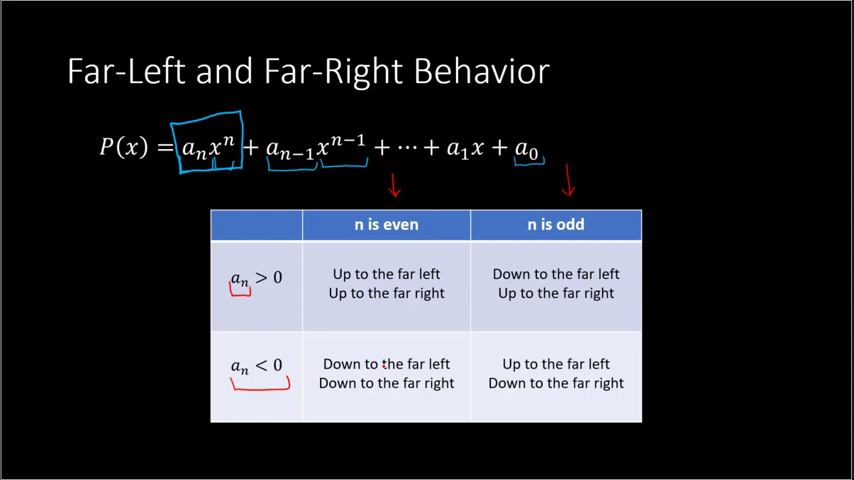 Far-Left and Far-Right Behavior
P(x) = aₙxⁿ + aₙ₋₁xⁿ⁻¹ + ⋯ + a₁x + a₀
n is even
n is odd
aₙ > 0
Up to the far left
Up to the far right
Down to the far left
Up to the far right
aₙ < 0
Down to the far left
Down to the far right
Up to the far left
Down to the far right